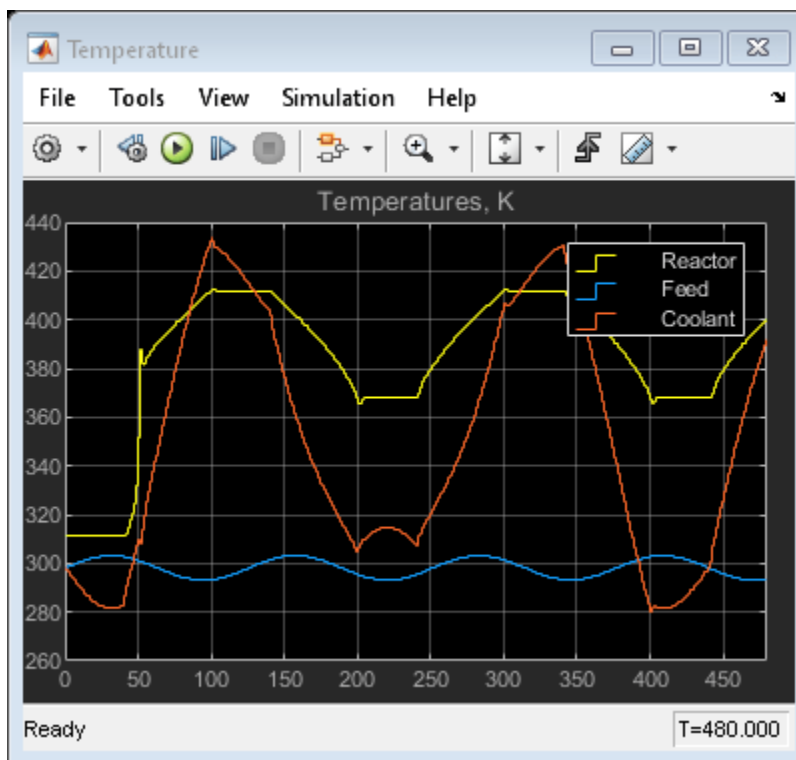 Temperature
File Tools View Simulation Help
Temperatures, K
440
420
400
380
360
340
320
300
280
260
0 50 100 150 200 250 300 350 400 450
Reactor
Feed
Coolant
Ready T=480.000